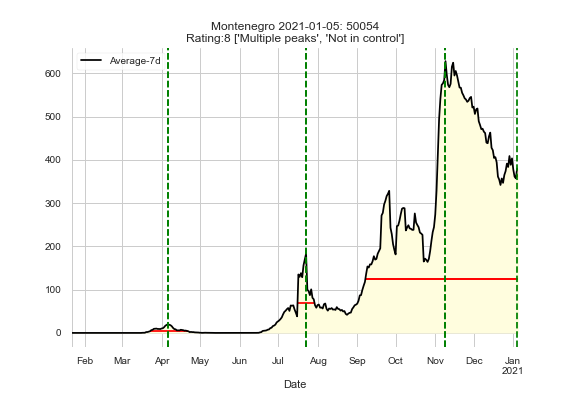 Montenegro 2021-01-05: 50054
Rating:8 ['Multiple peaks', 'Not in control']
Average-7d
600
500
400
300
200
100
0
Feb Mar Apr May Jun Jul Aug Sep Oct Nov Dec Jan
2021
Date